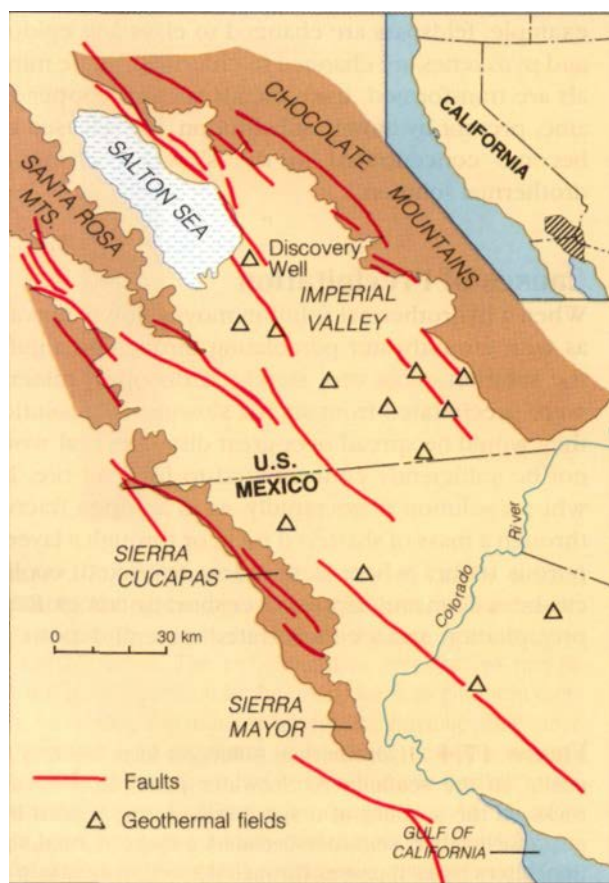 CHOCOLATE
MOUNTAINS
CALIFORNIA
SALTON SEA
SANTA ROSA
MTS.
Discovery
Well
IMPERIAL
VALLEY
U.S.
MEXICO
Colorado
River
SIERRA
CUCAPAS
0 30 km
SIERRA
MAYOR
Faults
Geothermal fields
GULF OF
CALIFORNIA